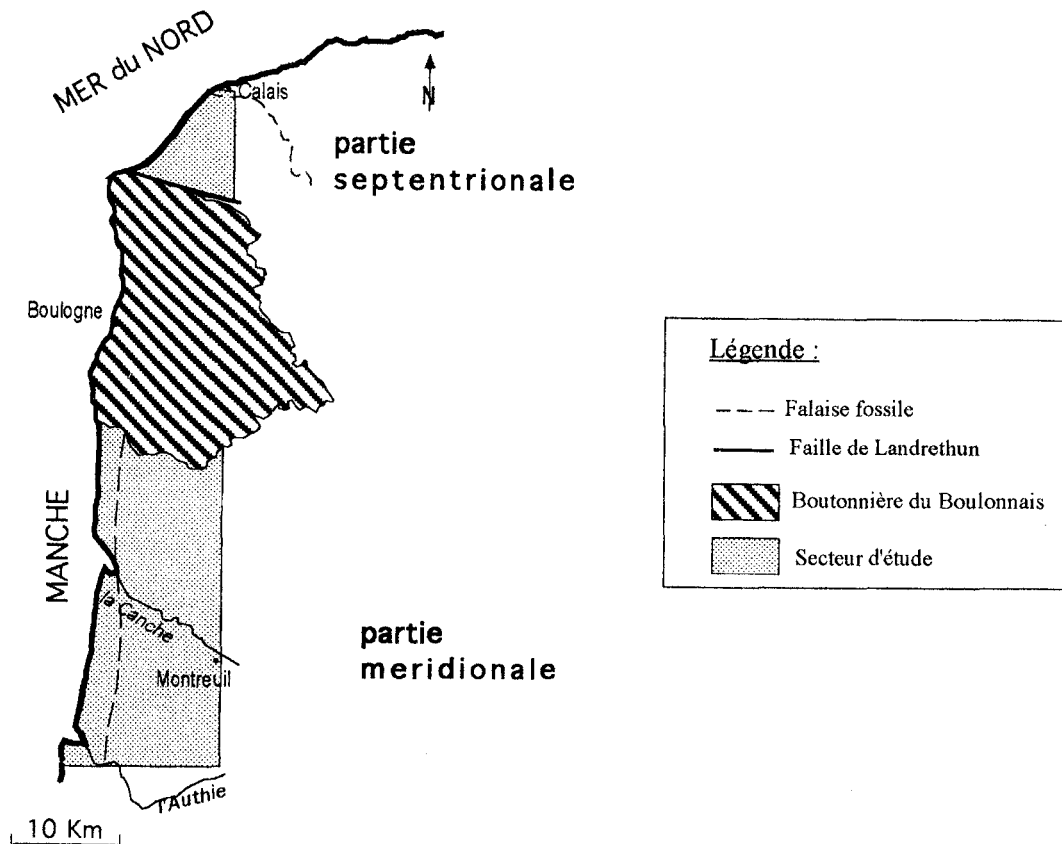 MER du NORD
Calais
N
partie
septentrionale
Boulogne
MANCHE
la Canche
Montreuil
partie
meridionale
l'Authie
10 Km
Légende :
Falaise fossile
Faille de Landrethun
Boutonnière du Boulonnais
Secteur d'étude